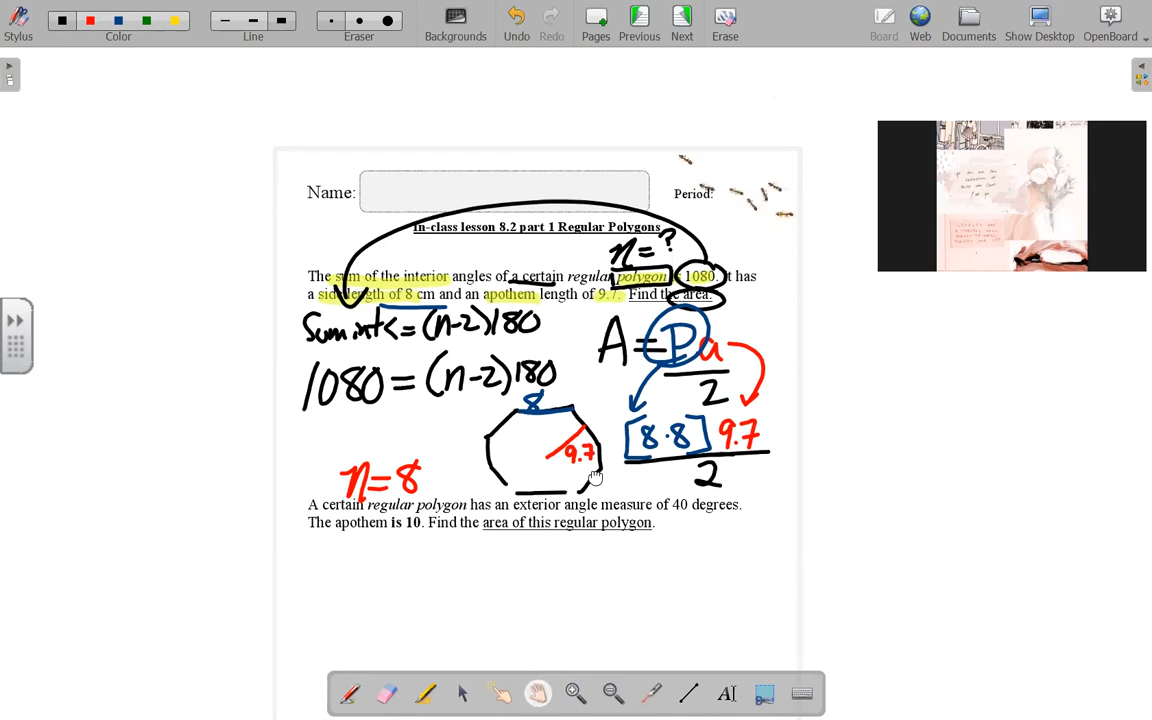 Stylus Color Line Eraser Backgrounds Undo Redo Pages Previous Next Erase Board Web Documents Show Desktop OpenBoard
Name: Period:
In-class lesson 8.2 part 1 Regular Polygons
n=?
The sum of the interior angles of a certain regular polygon is 1080. It has
a side length of 8 cm and an apothem length of 9.7. Find the area.
Sum int< = (n-2)180
A = Pa
2
1080 = (n-2)180
8
[8·8] 9.7
2
9.7
n=8
A certain regular polygon has an exterior angle measure of 40 degrees.
The apothem is 10. Find the area of this regular polygon.